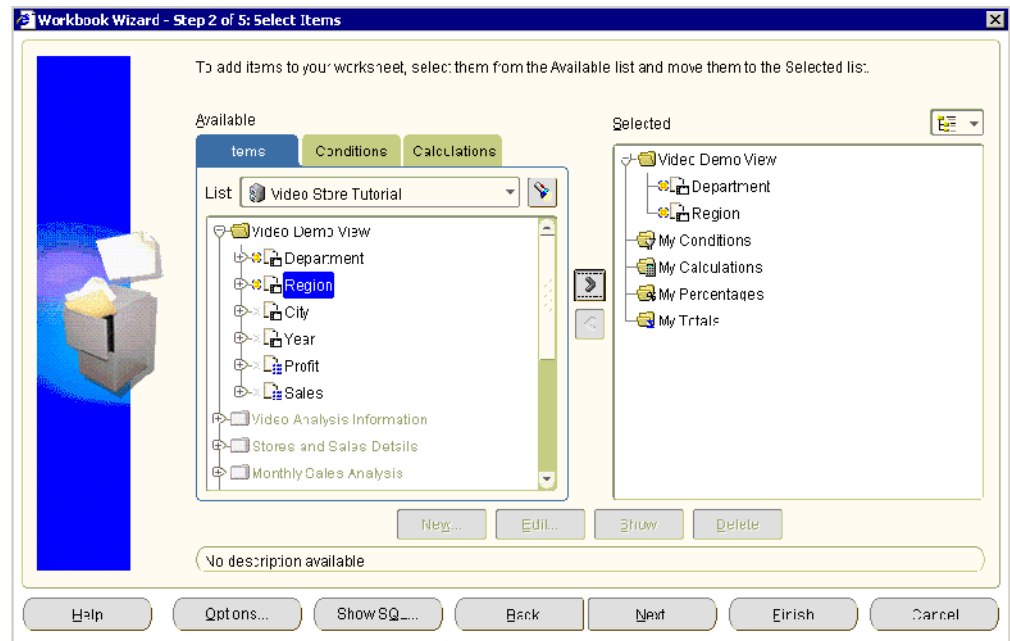 Workbook Wizard - Step 2 of 5: Select Items
To add items to your worksheet, select them from the Available list and move them to the Selected list.
Available
Selected
Items Conditions Calculations
List Video Store Tutorial
Video Demo View
Department
Region
City
Year
Profit
Sales
Video Analysis Information
Stores and Sales Details
Monthly Sales Analysis
Video Demo View
Department
Region
My Conditions
My Calculations
My Percentages
My Totals
New... Edit... Show Delete
No description available
Help Options... Show SQL... Back Next Finish Cancel